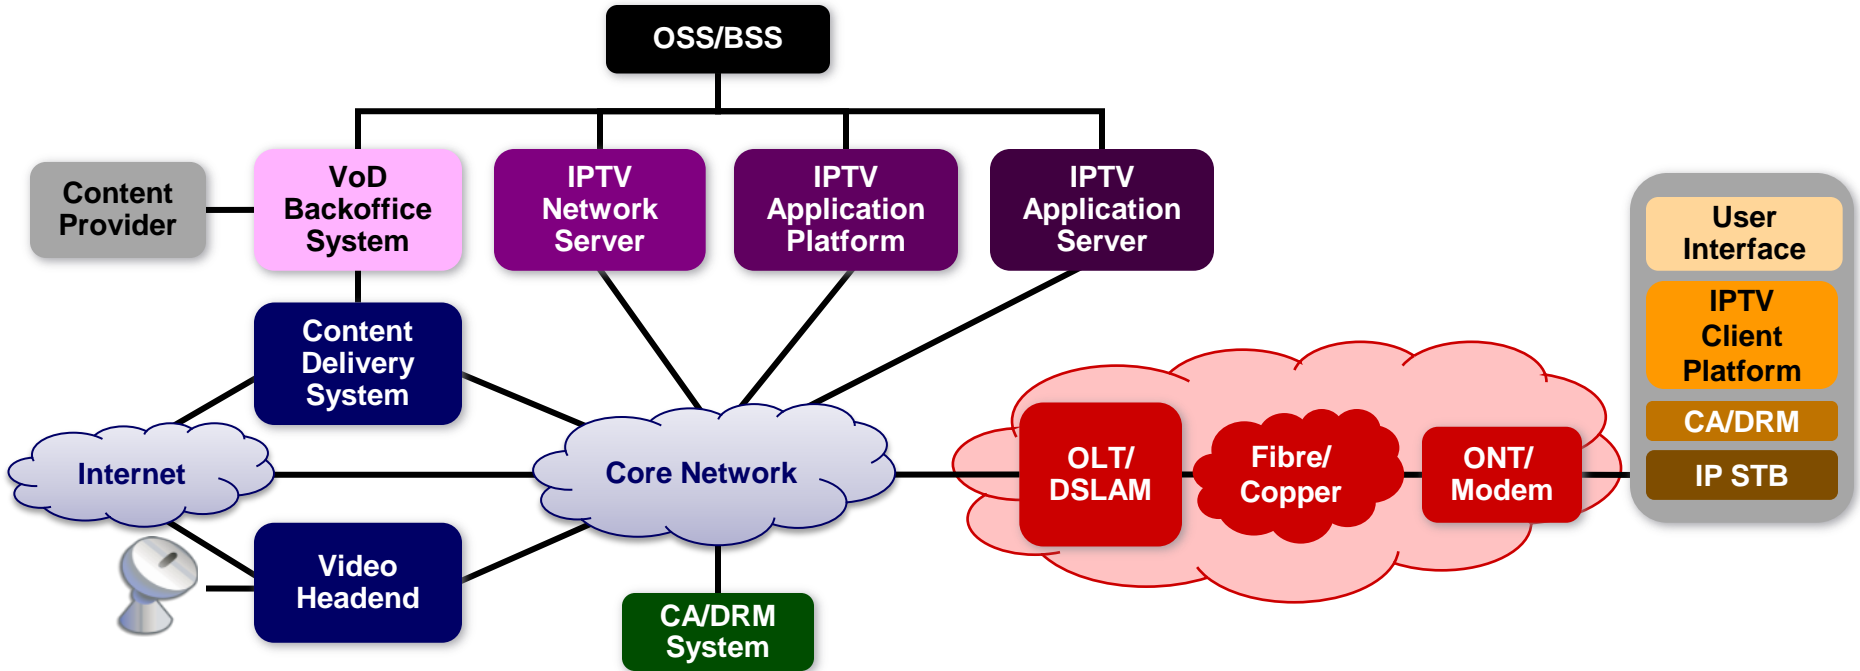 OSS/BSS
Content
Provider
VoD
Backoffice
System
IPTV
Network
Server
IPTV
Application
Platform
IPTV
Application
Server
User
Interface
IPTV
Client
Platform
CA/DRM
IP STB
Content
Delivery
System
Internet
Core Network
OLT/
DSLAM
Fibre/
Copper
ONT/
Modem
Video
Headend
CA/DRM
System